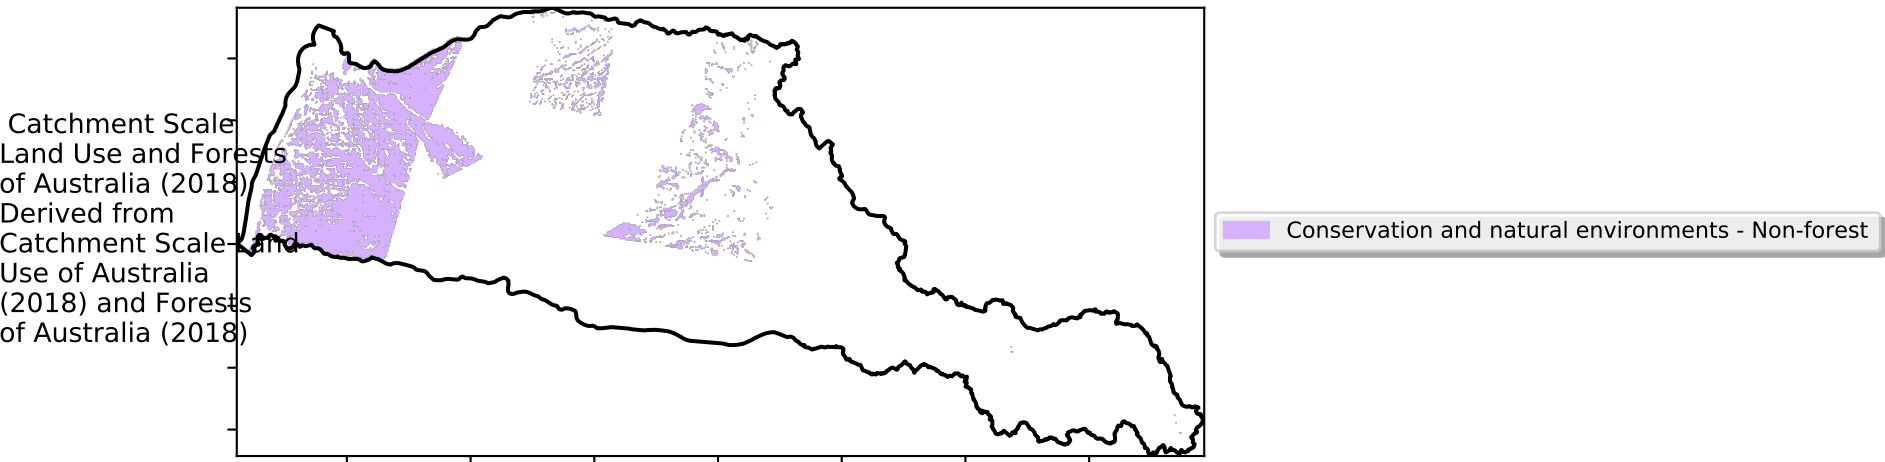 Catchment Scale
Land Use and Forests
of Australia (2018)
Derived from
Catchment Scale Land
Use of Australia
(2018) and Forests
of Australia (2018)
Conservation and natural environments - Non-forest